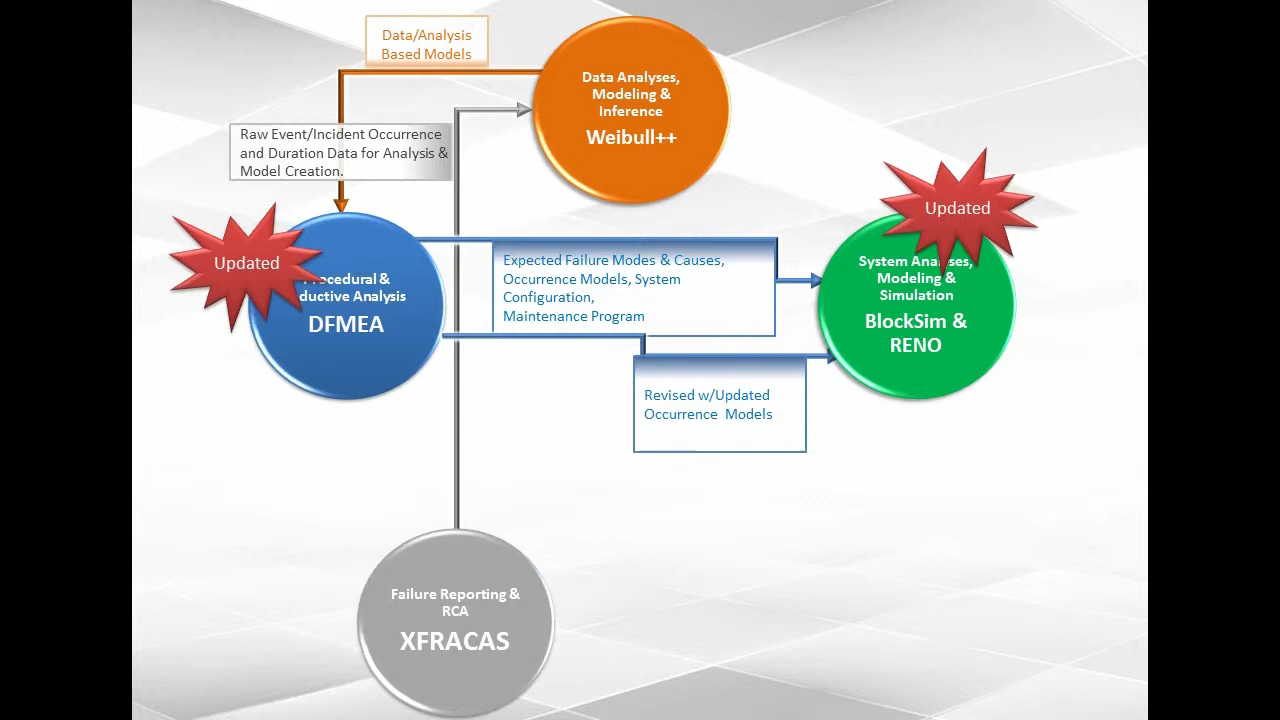 Data/Analysis
Based Models
Data Analyses,
Modeling &
Inference
Weibull++
Raw Event/Incident Occurrence
and Duration Data for Analysis &
Model Creation.
Updated
Updated
Procedural &
ductive Analysis
DFMEA
Expected Failure Modes & Causes,
Occurrence Models, System
Configuration,
Maintenance Program
System Analyses,
Modeling &
Simulation
BlockSim &
RENO
Revised w/Updated
Occurrence Models
Failure Reporting &
RCA
XFRACAS